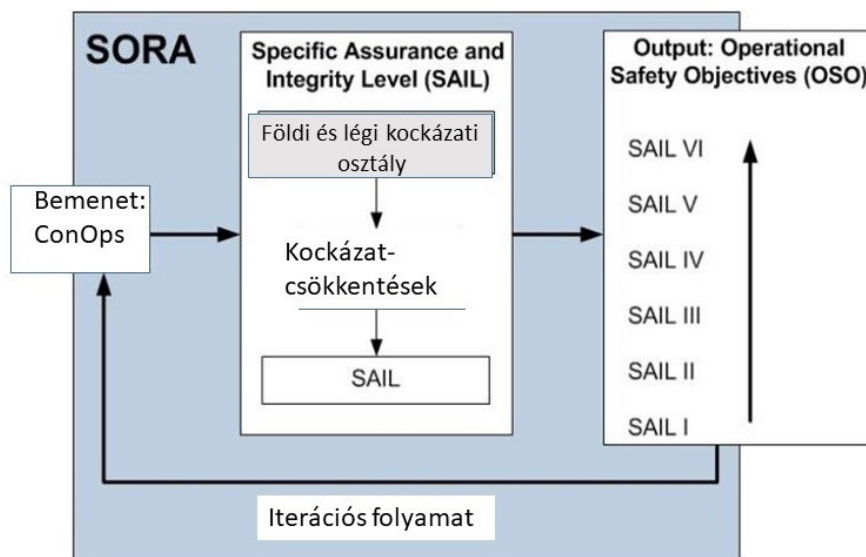 SORA
Bemenet:
ConOps
Specific Assurance and
Integrity Level (SAIL)
Földi és légi kockázati
osztály
Kockázat-
csökkentések
SAIL
Output: Operational
Safety Objectives (OSO)
SAIL VI
SAIL V
SAIL IV
SAIL III
SAIL II
SAIL I
Iterációs folyamat